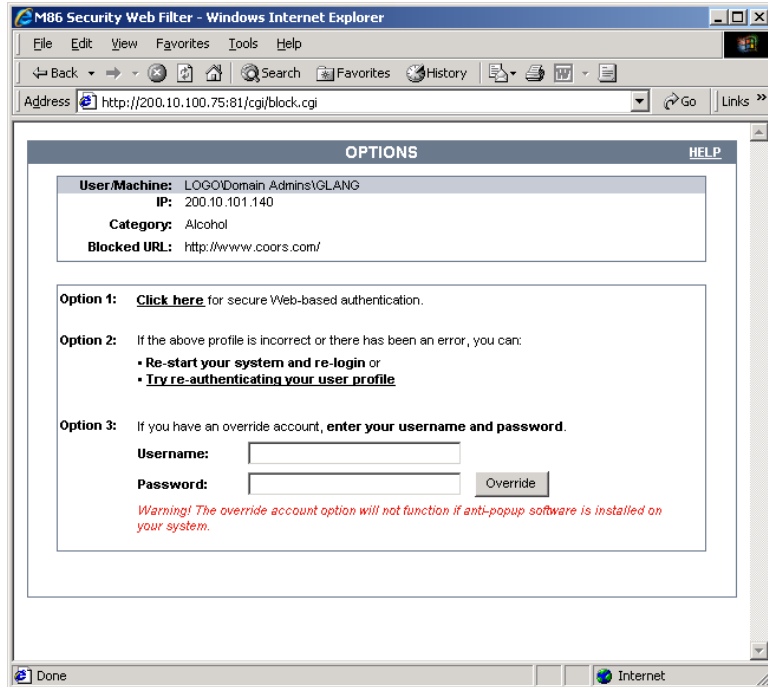 M86 Security Web Filter - Windows Internet Explorer
File Edit View Favorites Tools Help
Back Search Favorites History
Address http://200.10.100.75:81/cgi/block.cgi Go Links »
OPTIONS HELP
User/Machine: LOGO\Domain Admins\GLANG
IP: 200.10.101.140
Category: Alcohol
Blocked URL: http://www.coors.com/
Option 1: Click here for secure Web-based authentication.
Option 2: If the above profile is incorrect or there has been an error, you can:
▪ Re-start your system and re-login or
▪ Try re-authenticating your user profile
Option 3: If you have an override account, enter your username and password.
Username:
Password: Override
Warning! The override account option will not function if anti-popup software is installed on
your system.
Done Internet